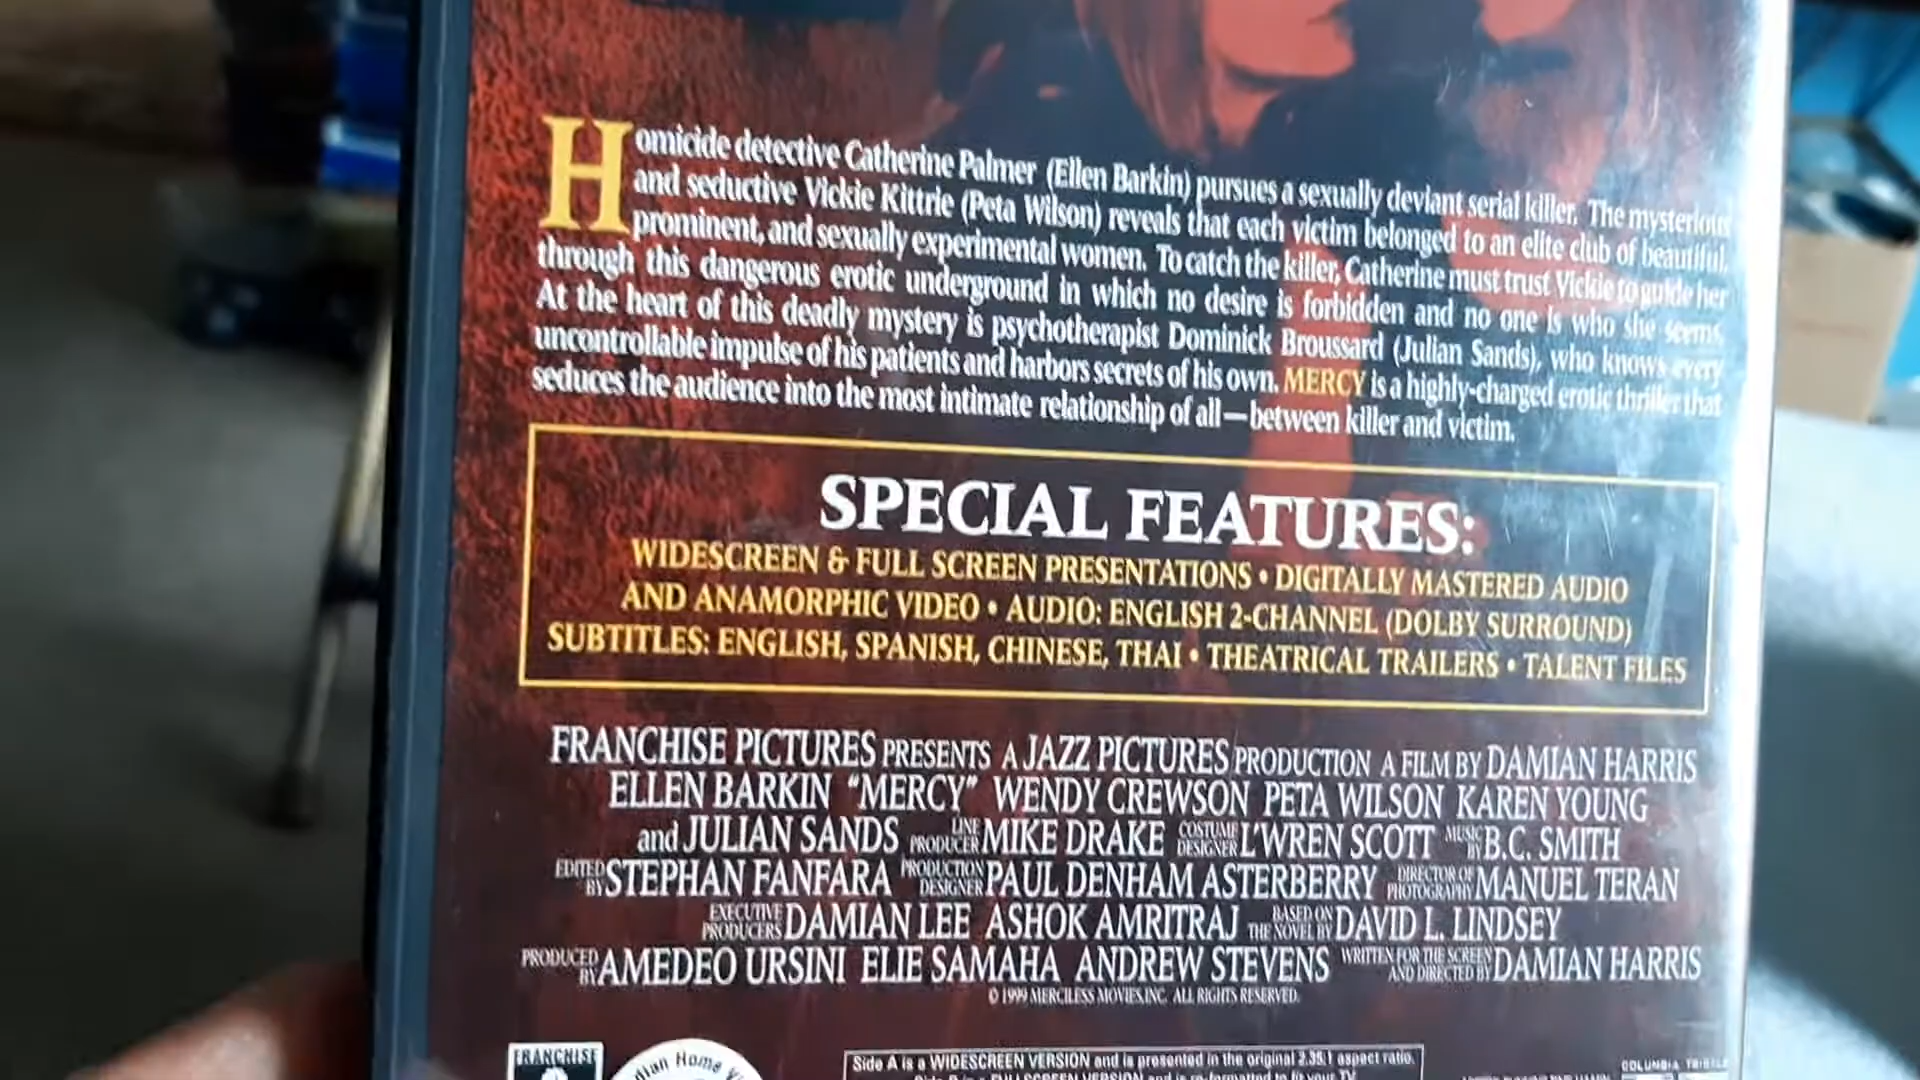 Homicide detective Catherine Palmer (Ellen Barkin) pursues a sexually deviant serial killer. The mysterious
and seductive Vickie Kittrie (Peta Wilson) reveals that each victim belonged to an elite club of beautiful,
prominent, and sexually experimental women. To catch the killer, Catherine must trust Vickie to guide her
through this dangerous erotic underground in which no desire is forbidden and no one is who she seems.
At the heart of this deadly mystery is psychotherapist Dominick Broussard (Julian Sands), who knows every
uncontrollable impulse of his patients and harbors secrets of his own. MERCY is a highly-charged erotic thriller that
seduces the audience into the most intimate relationship of all—between killer and victim.
SPECIAL FEATURES:
WIDESCREEN & FULL SCREEN PRESENTATIONS • DIGITALLY MASTERED AUDIO
AND ANAMORPHIC VIDEO • AUDIO: ENGLISH 2-CHANNEL (DOLBY SURROUND)
SUBTITLES: ENGLISH, SPANISH, CHINESE, THAI • THEATRICAL TRAILERS • TALENT FILES
FRANCHISE PICTURES PRESENTS A JAZZ PICTURES PRODUCTION A FILM BY DAMIAN HARRIS
ELLEN BARKIN "MERCY" WENDY CREWSON PETA WILSON KAREN YOUNG
and JULIAN SANDS LINE PRODUCER MIKE DRAKE COSTUME DESIGNER L'WREN SCOTT MUSIC BY B.C. SMITH
EDITED BY STEPHAN FANFARA PRODUCTION DESIGNER PAUL DENHAM ASTERBERRY DIRECTOR OF PHOTOGRAPHY MANUEL TERAN
EXECUTIVE PRODUCERS DAMIAN LEE ASHOK AMRITRAJ BASED ON THE NOVEL BY DAVID L. LINDSEY
PRODUCED BY AMEDEO URSINI ELIE SAMAHA ANDREW STEVENS WRITTEN FOR THE SCREEN AND DIRECTED BY DAMIAN HARRIS
© 1999 MERCILESS MOVIES, INC. ALL RIGHTS RESERVED.
FRANCHISE
dian Home V
Side A is a WIDESCREEN VERSION and is presented in the original 2.35:1 aspect ratio.
COLUMBIA TRISTAR